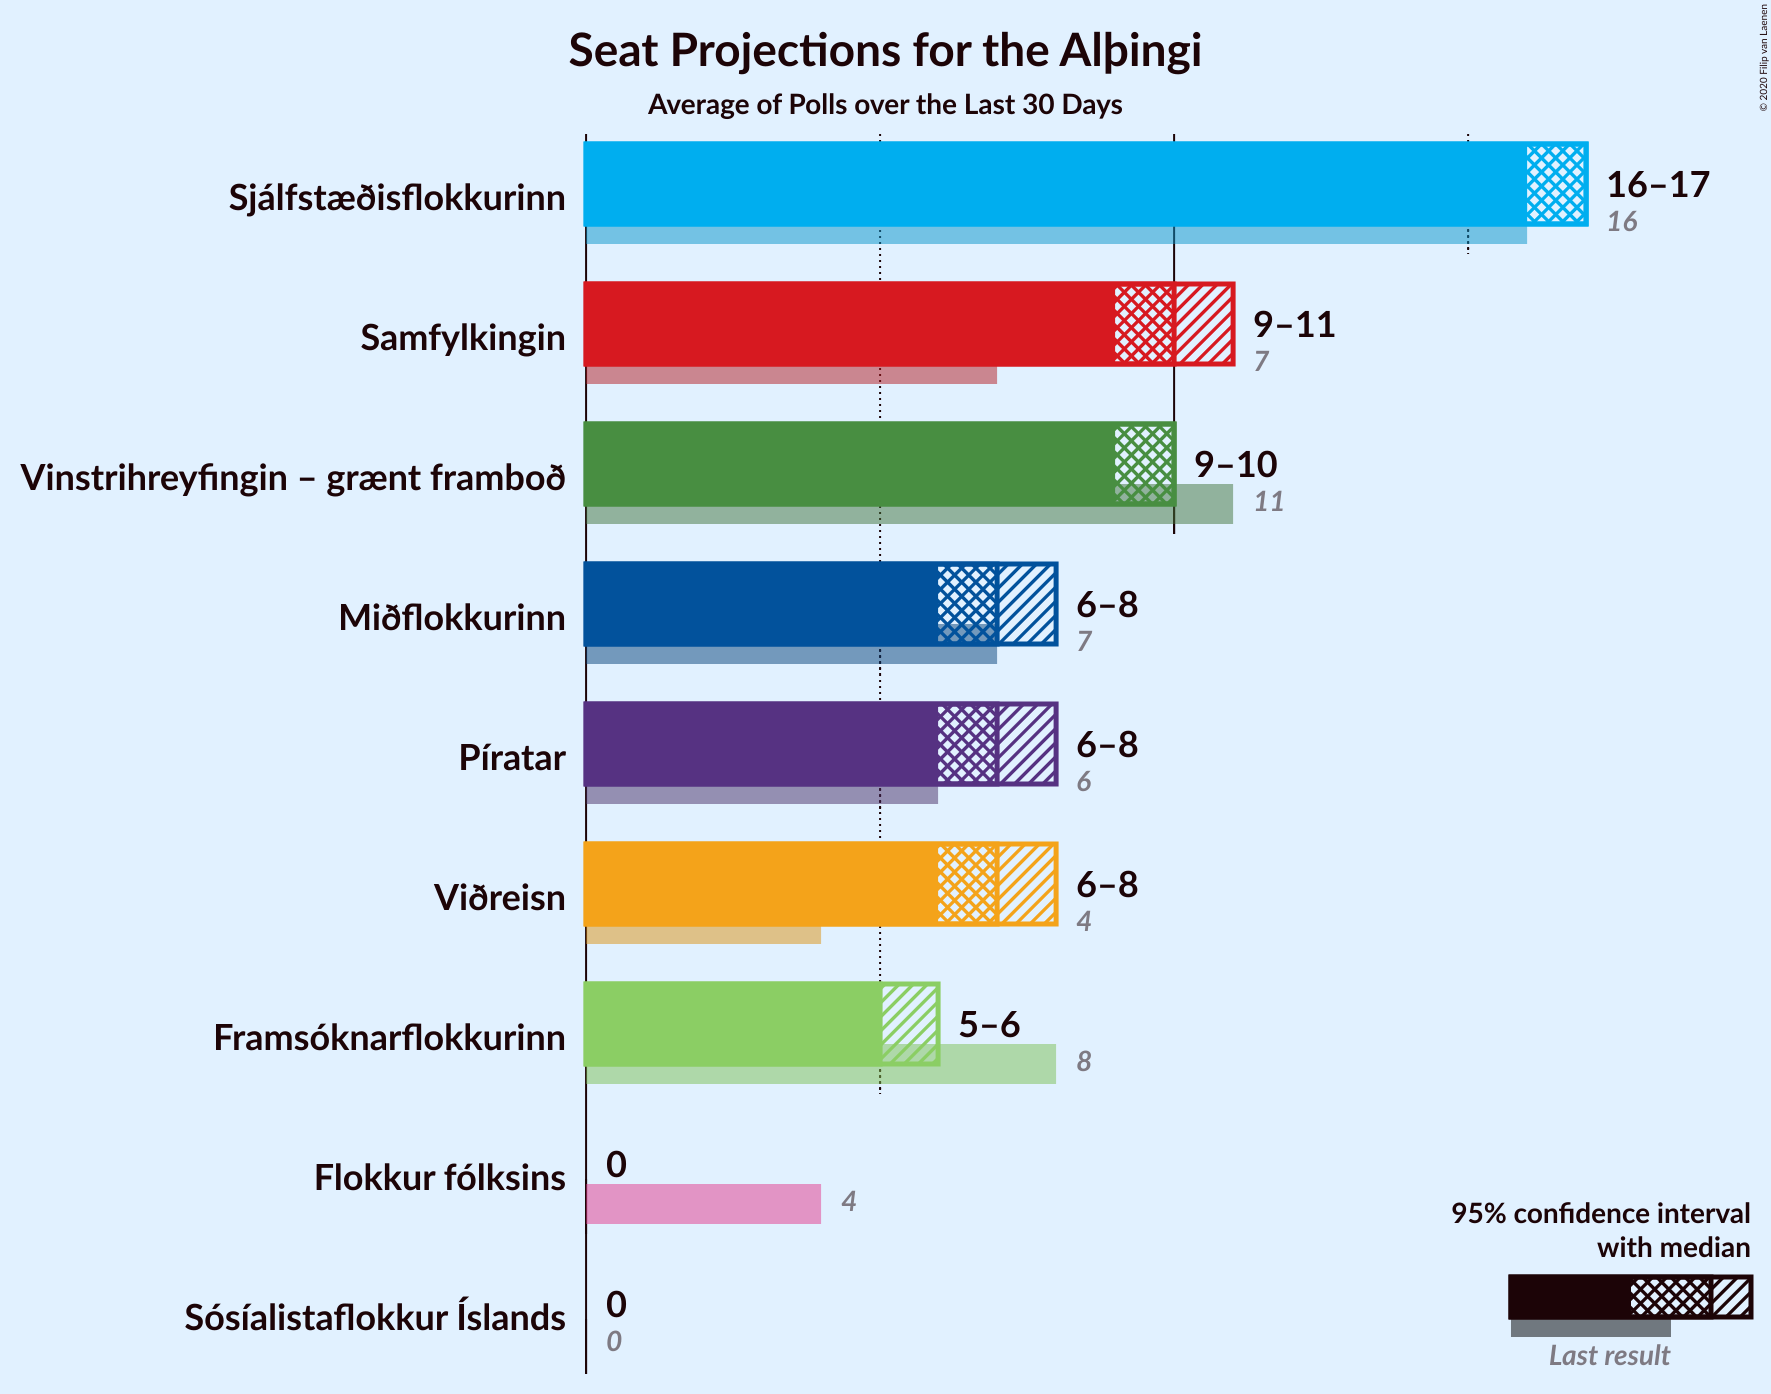 Seat Projections for the Alþingi
Average of Polls over the Last 30 Days
© 2020 Filip van Laenen
Sjálfstæðisflokkurinn
16–17
16
Samfylkingin
9–11
7
Vinstrihreyfingin – grænt framboð
9–10
11
Miðflokkurinn
6–8
7
Píratar
6–8
6
Viðreisn
6–8
4
Framsóknarflokkurinn
5–6
8
Flokkur fólksins
0
4
Sósíalistaflokkur Íslands
0
0
95% confidence interval
with median
Last result